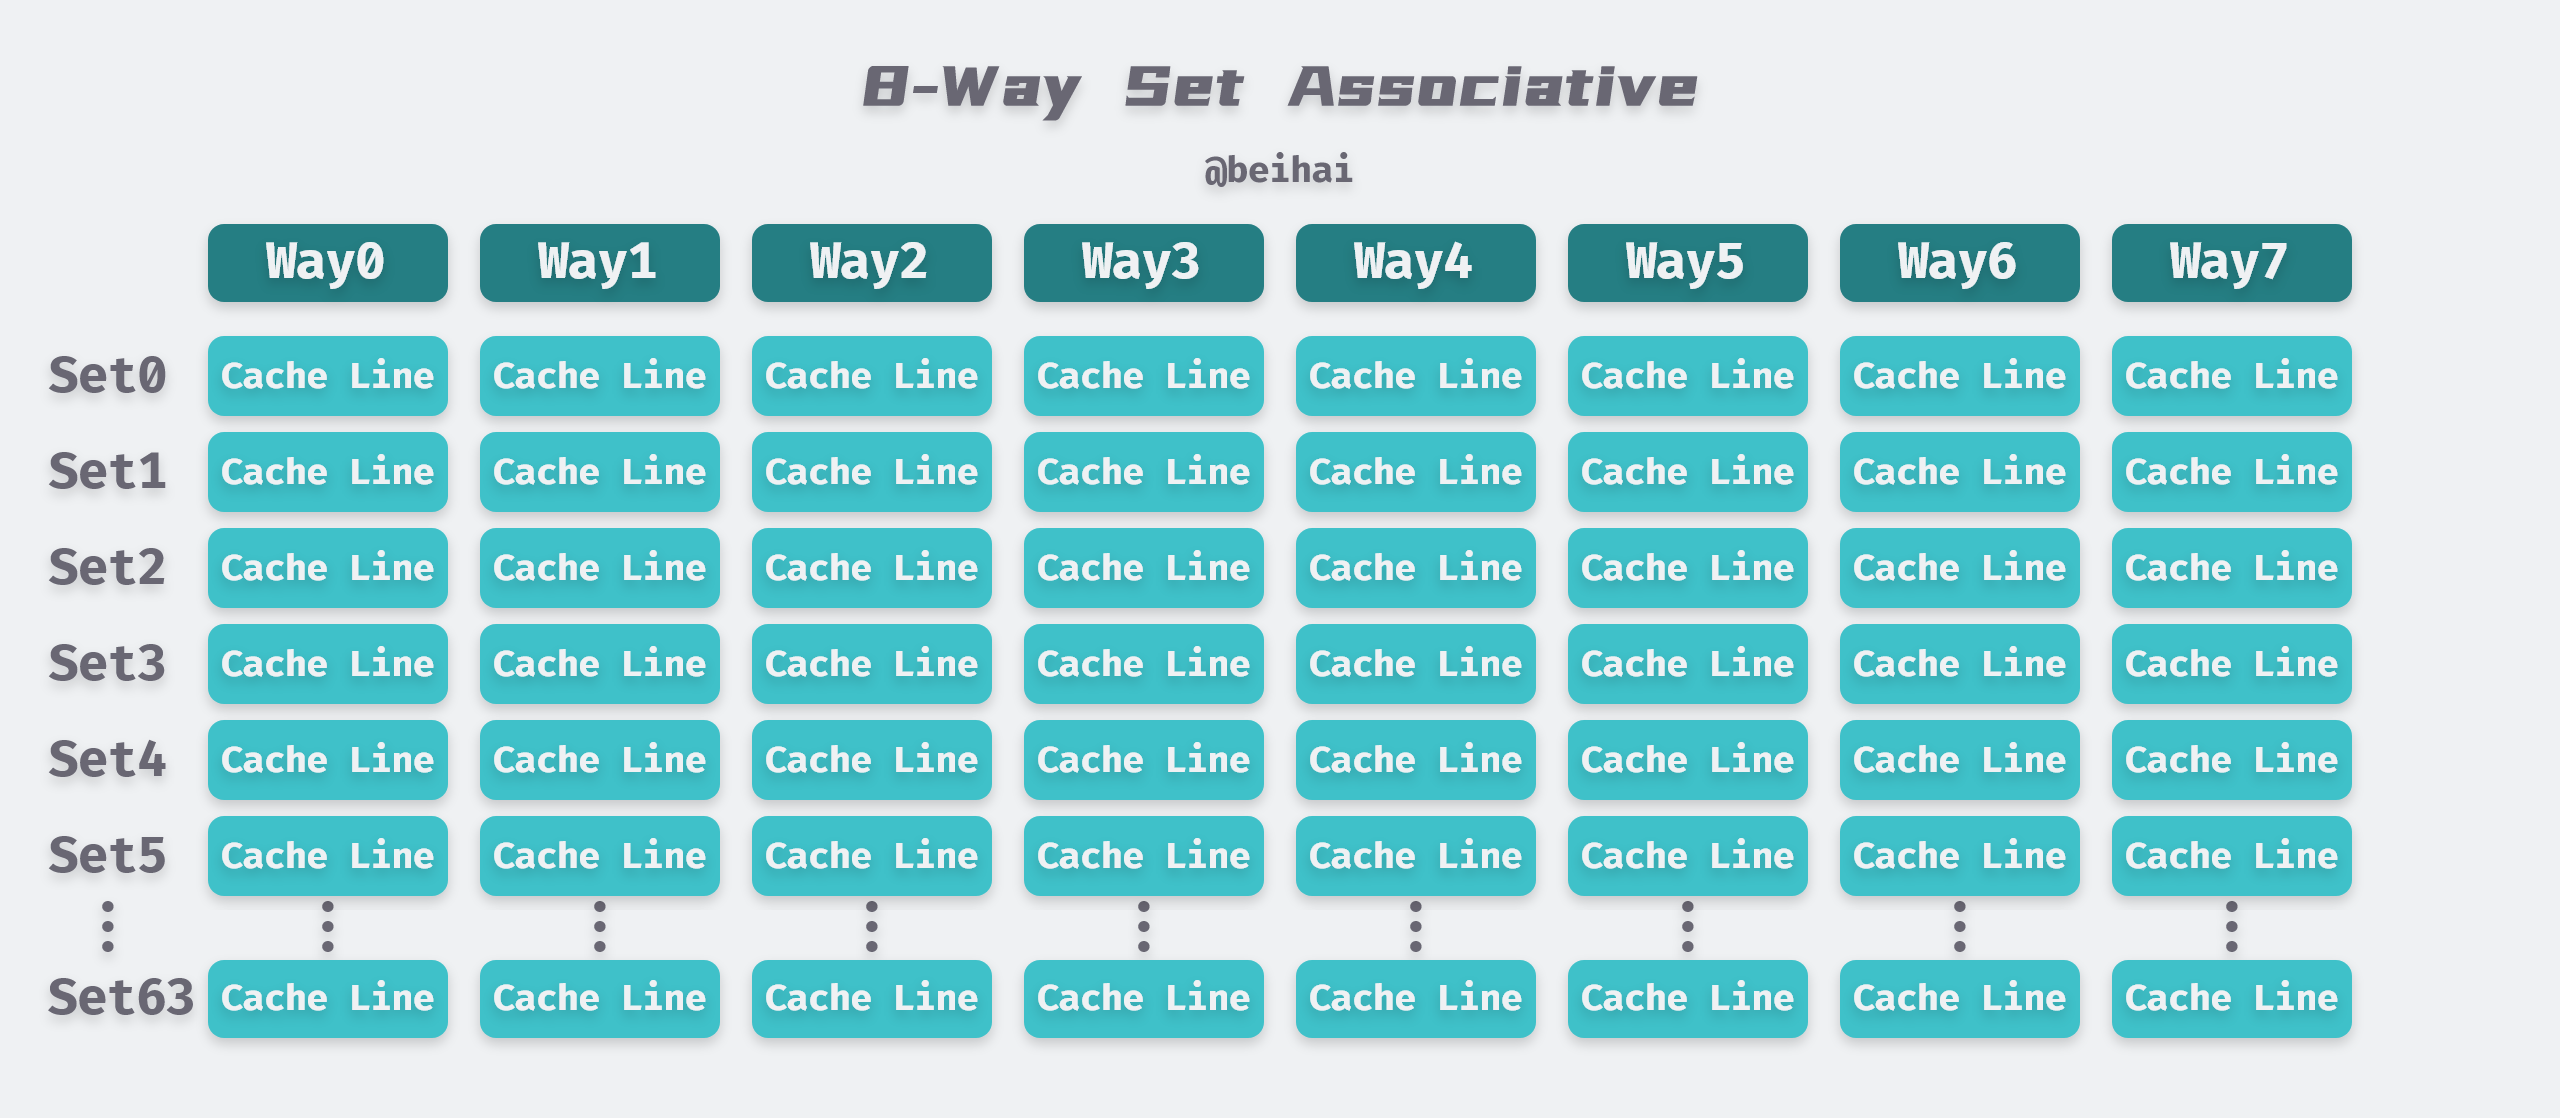 8-Way Set Associative
@beihai
Way0 Way1 Way2 Way3 Way4 Way5 Way6 Way7
Set0 Cache Line Cache Line Cache Line Cache Line Cache Line Cache Line Cache Line Cache Line
Set1 Cache Line Cache Line Cache Line Cache Line Cache Line Cache Line Cache Line Cache Line
Set2 Cache Line Cache Line Cache Line Cache Line Cache Line Cache Line Cache Line Cache Line
Set3 Cache Line Cache Line Cache Line Cache Line Cache Line Cache Line Cache Line Cache Line
Set4 Cache Line Cache Line Cache Line Cache Line Cache Line Cache Line Cache Line Cache Line
Set5 Cache Line Cache Line Cache Line Cache Line Cache Line Cache Line Cache Line Cache Line
Set63 Cache Line Cache Line Cache Line Cache Line Cache Line Cache Line Cache Line Cache Line